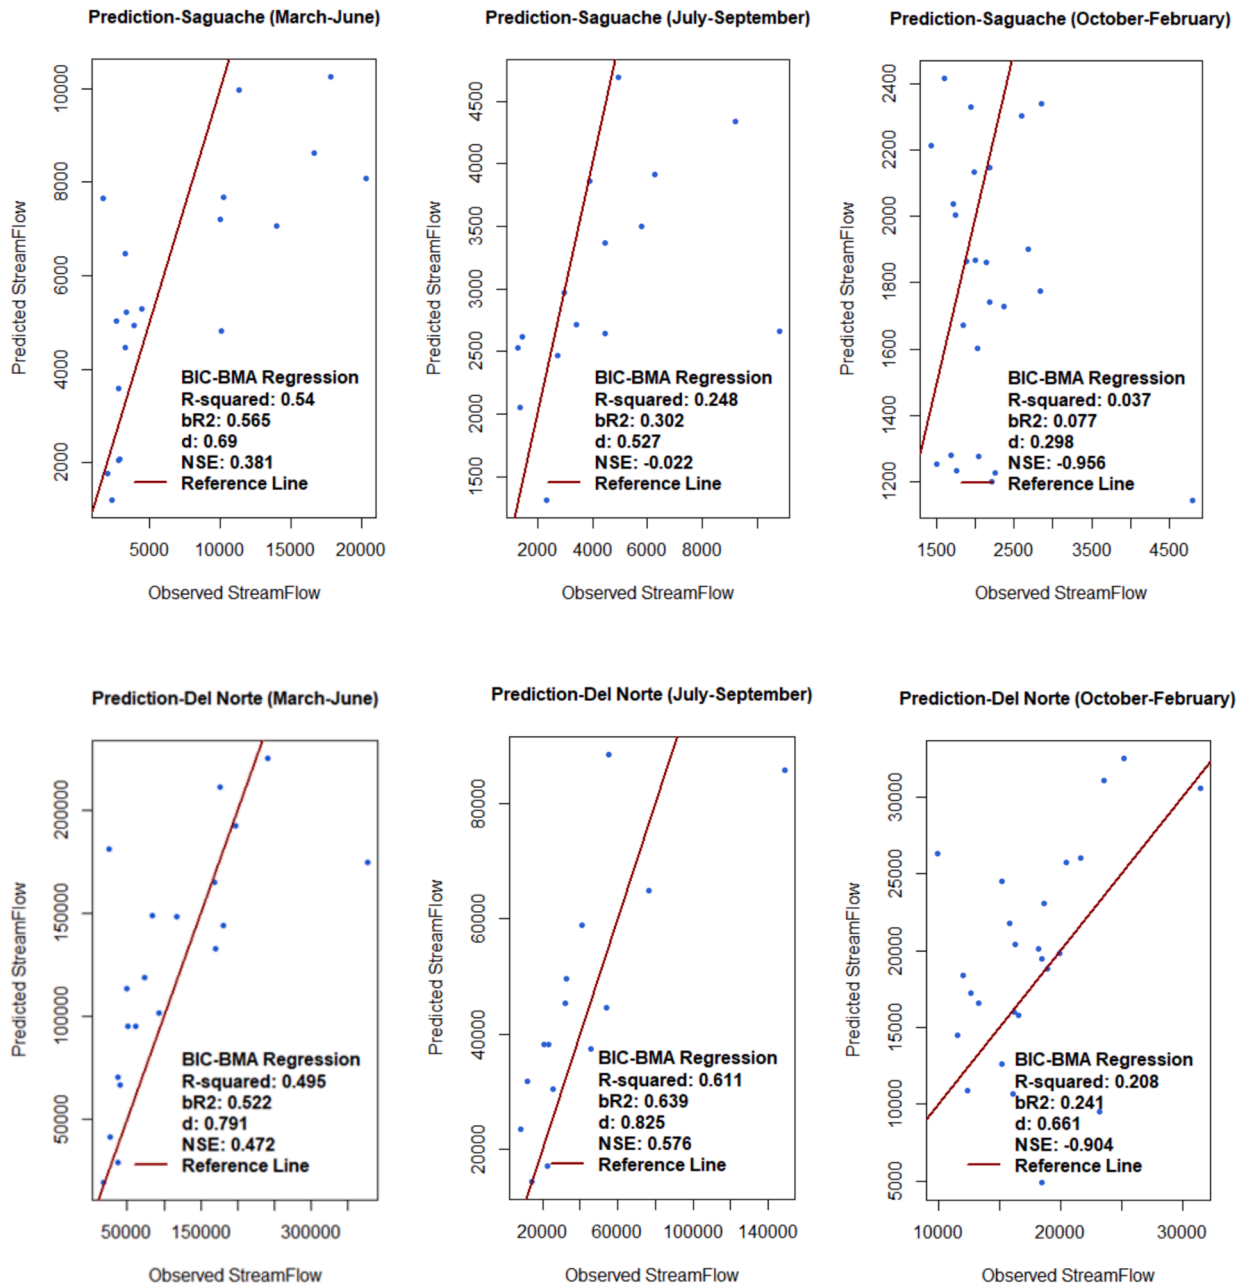 Prediction-Saguache (March-June)
Predicted StreamFlow
10000
8000
6000
4000
2000
BIC-BMA Regression
R-squared: 0.54
bR2: 0.565
d: 0.69
NSE: 0.381
Reference Line
5000 10000 15000 20000
Observed StreamFlow
Prediction-Saguache (July-September)
Predicted StreamFlow
4500
4000
3500
3000
2500
2000
1500
BIC-BMA Regression
R-squared: 0.248
bR2: 0.302
d: 0.527
NSE: -0.022
Reference Line
2000 4000 6000 8000
Observed StreamFlow
Prediction-Saguache (October-February)
Predicted StreamFlow
2400
2200
2000
1800
1600
1400
1200
BIC-BMA Regression
R-squared: 0.037
bR2: 0.077
d: 0.298
NSE: -0.956
Reference Line
1500 2500 3500 4500
Observed StreamFlow
Prediction-Del Norte (March-June)
Predicted StreamFlow
200000
150000
100000
50000
BIC-BMA Regression
R-squared: 0.495
bR2: 0.522
d: 0.791
NSE: 0.472
Reference Line
50000 150000 300000
Observed StreamFlow
Prediction-Del Norte (July-September)
Predicted StreamFlow
80000
60000
40000
20000
BIC-BMA Regression
R-squared: 0.611
bR2: 0.639
d: 0.825
NSE: 0.576
Reference Line
20000 60000 100000 140000
Observed StreamFlow
Prediction-Del Norte (October-February)
Predicted StreamFlow
30000
25000
20000
15000
10000
5000
BIC-BMA Regression
R-squared: 0.208
bR2: 0.241
d: 0.661
NSE: -0.904
Reference Line
10000 20000 30000
Observed StreamFlow